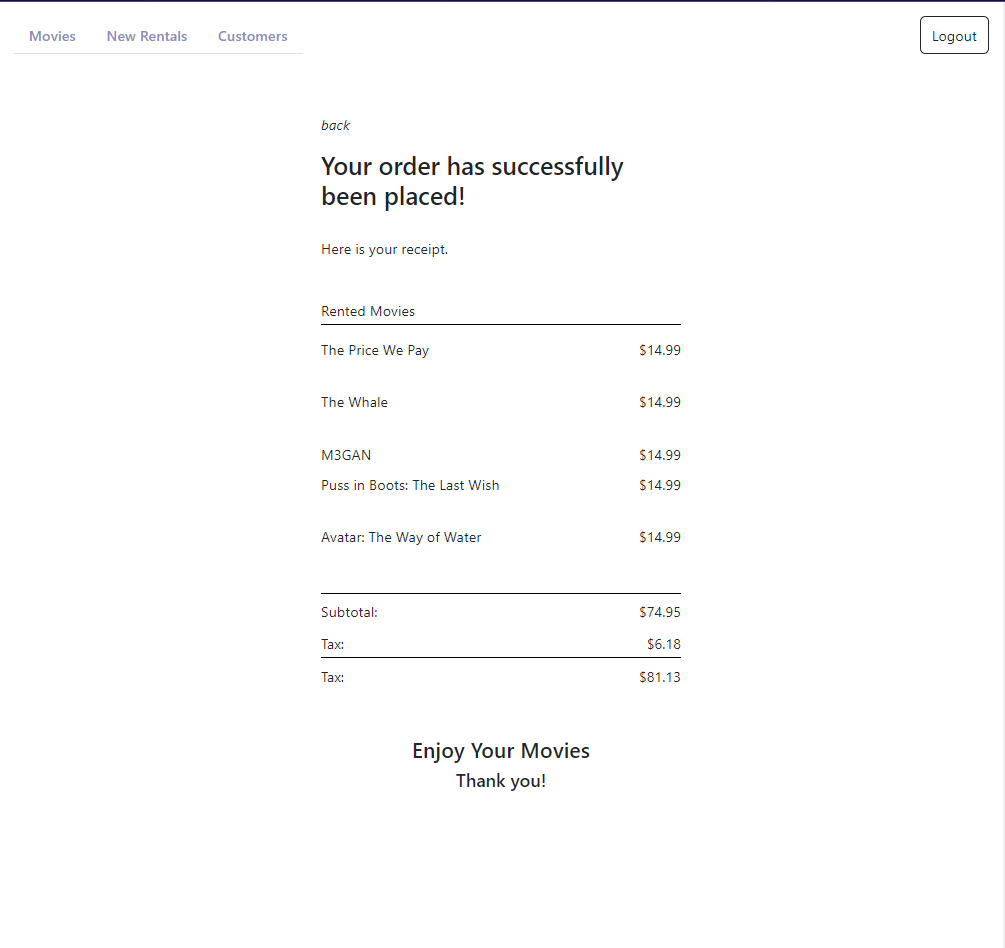 Movies New Rentals Customers Logout
back
Your order has successfully
been placed!
Here is your receipt.
Rented Movies
The Price We Pay $14.99
The Whale $14.99
M3GAN $14.99
Puss in Boots: The Last Wish $14.99
Avatar: The Way of Water $14.99
Subtotal: $74.95
Tax: $6.18
Tax: $81.13
Enjoy Your Movies
Thank you!